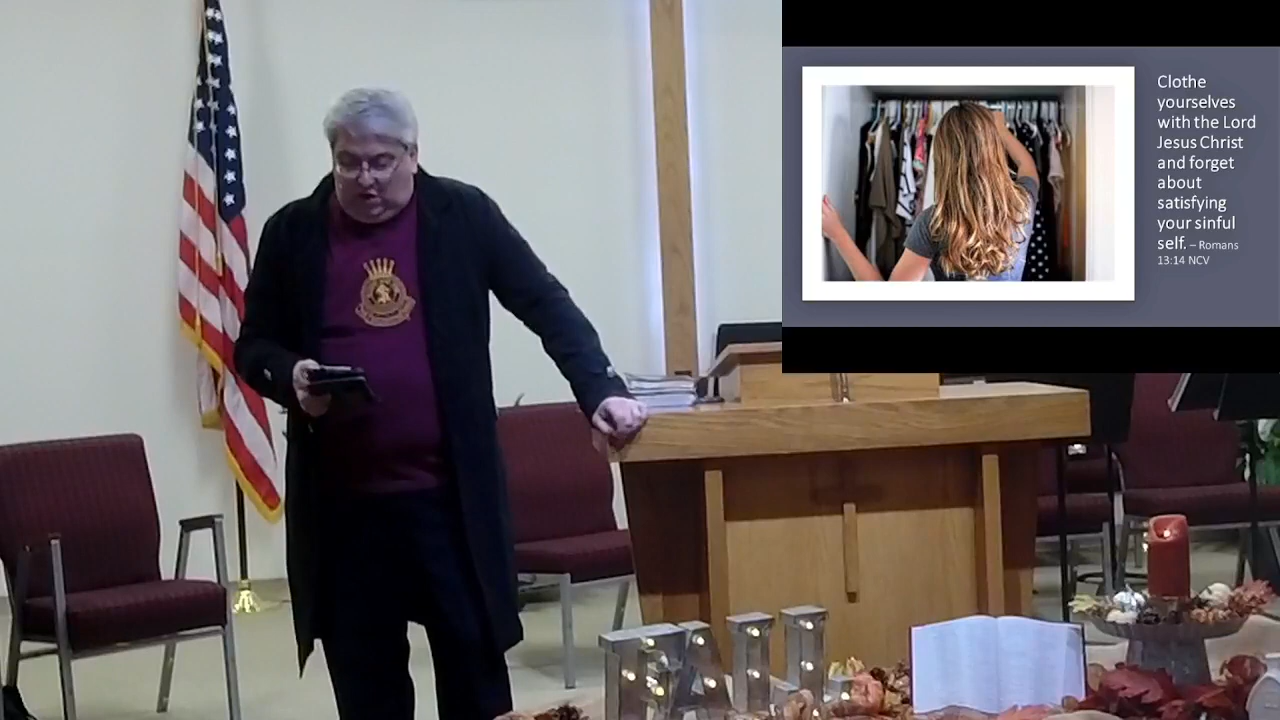 Clothe
yourselves
with the Lord
Jesus Christ
and forget
about
satisfying
your sinful
self. – Romans
13:14 NCV